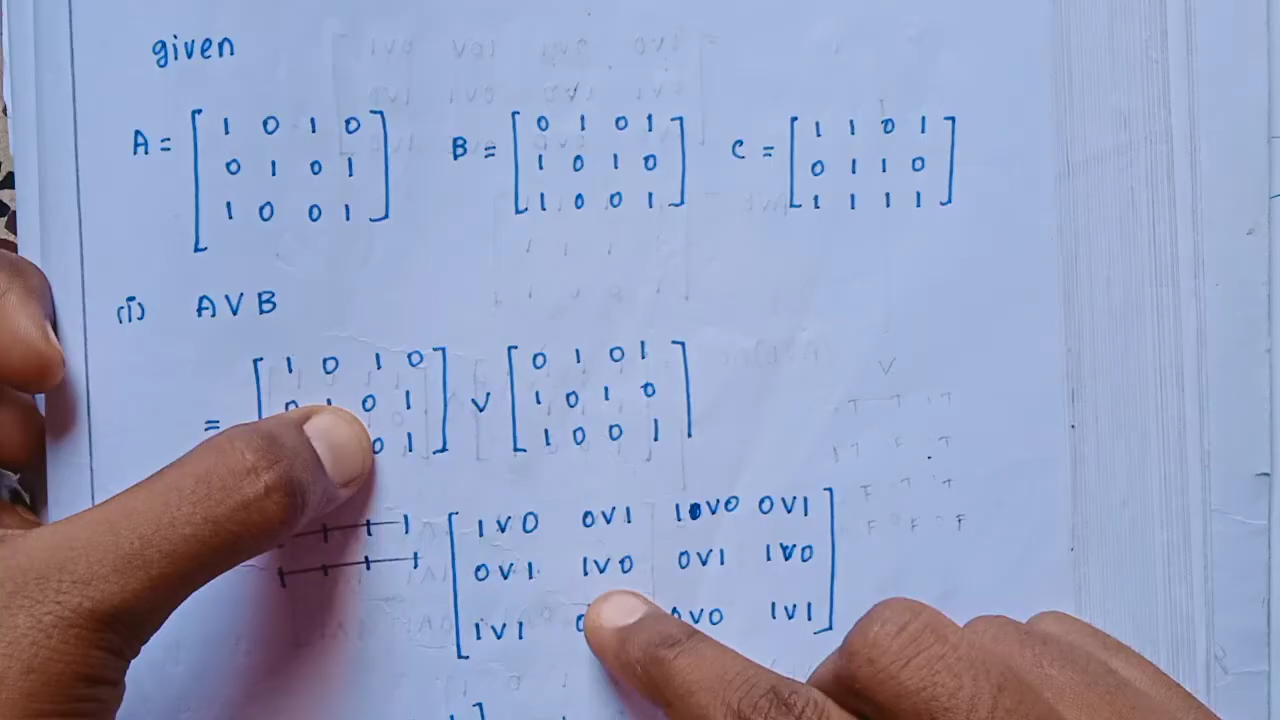 given
A = [ 1 0 1 0   B = [ 0 1 0 1   C = [ 1 1 0 1
0 1 0 1   1 0 1 0   0 1 1 0
1 0 0 1 ]   1 0 0 1 ]   1 1 1 1 ]
(i) A V B
[ 1 0 1 0 ] V [ 0 1 0 1
= 0 1 0 1   1 0 1 0
0 1   1 0 0 1 ]
[ 1V0 0V1 1V0 0V1
0V1 1V0 0V1 1V0
1V1 0V0 1V1 ]